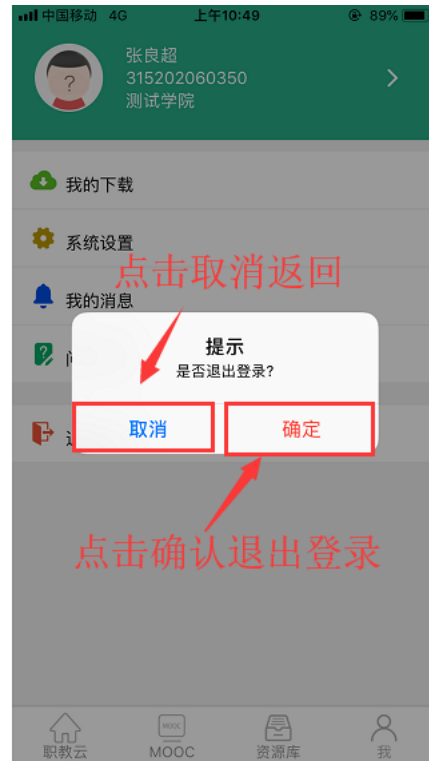 中国移动 4G 上午10:49 89%
张良超
315202060350
测试学院
?
我的下载
系统设置
点击取消返回
我的消息
提示
是否退出登录?
取消 确定
点击确认退出登录
MOOC
职教云 MOOC 资源库 我